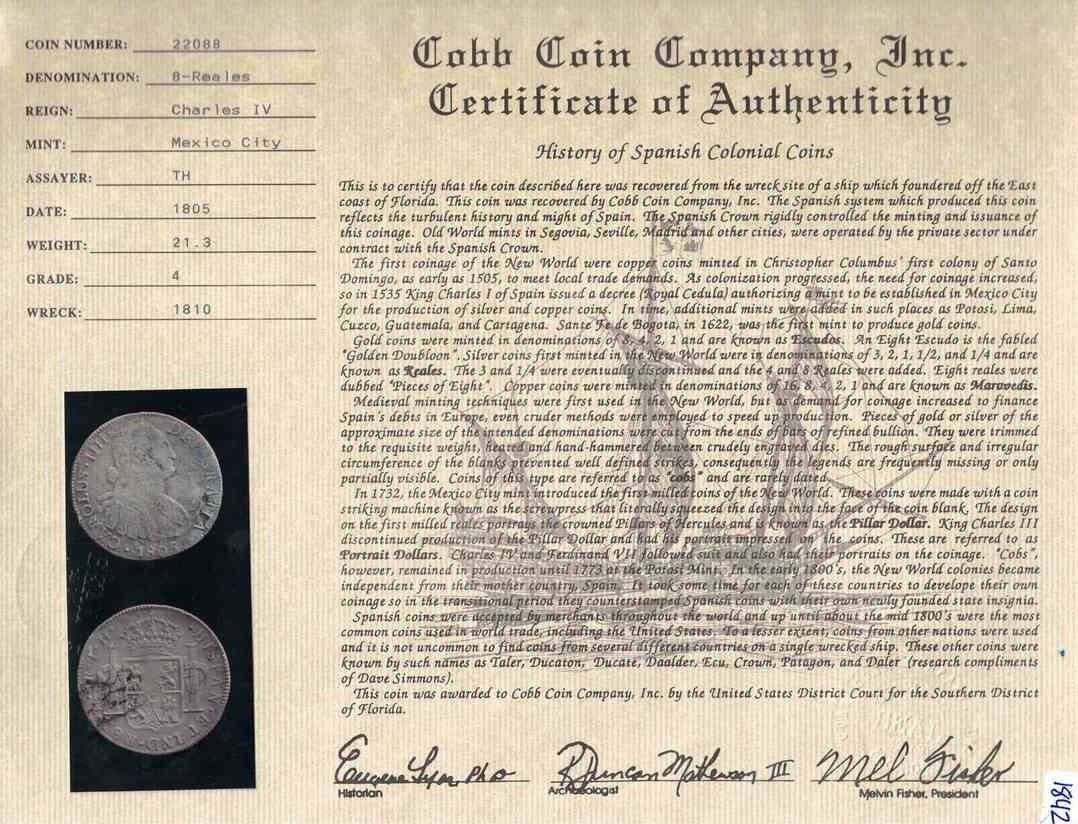 COIN NUMBER: 22088
DENOMINATION: 8-Reales
REIGN: Charles IV
MINT: Mexico City
ASSAYER: TH
DATE: 1805
WEIGHT: 21.3
GRADE: 4
WRECK: 1810
Cobb Coin Company, Inc.
Certificate of Authenticity
History of Spanish Colonial Coins
This is to certify that the coin described here was recovered from the wreck site of a ship which foundered off the East
coast of Florida. This coin was recovered by Cobb Coin Company, Inc. The Spanish system which produced this coin
reflects the turbulent history and might of Spain. The Spanish Crown rigidly controlled the minting and issuance of
this coinage. Old World mints in Segovia, Seville, Madrid and other cities, were operated by the private sector under
contract with the Spanish Crown.
The first coinage of the New World were copper coins minted in Christopher Columbus' first colony of Santo
Domingo, as early as 1505, to meet local trade demands. As colonization progressed, the need for coinage increased,
so in 1535 King Charles I of Spain issued a decree (Royal Cedula) authorizing a mint to be established in Mexico City
for the production of silver and copper coins. In time, additional mints were added in such places as Potosi, Lima,
Cuzco, Guatemala, and Cartagena. Sante Fe de Bogota, in 1622, was the first mint to produce gold coins.
Gold coins were minted in denominations of 8, 4, 2, 1 and are known as Escudos. An Eight Escudo is the fabled
"Golden Doubloon". Silver coins first minted in the New World were in denominations of 3, 2, 1, 1/2, and 1/4 and are
known as Reales. The 3 and 1/4 were eventually discontinued and the 4 and 8 Reales were added. Eight reales were
dubbed "Pieces of Eight". Copper coins were minted in denominations of 16, 8, 4, 2, 1 and are known as Maravedis.
Medieval minting techniques were first used in the New World, but as demand for coinage increased to finance
Spain's debts in Europe, even cruder methods were employed to speed up production. Pieces of gold or silver of the
approximate size of the intended denominations were cut from the ends of bars of refined bullion. They were trimmed
to the requisite weight, heated and hand-hammered between crudely engraved dies. The rough surface and irregular
circumference of the blanks prevented well defined strikes, consequently the legends are frequently missing or only
partially visible. Coins of this type are referred to as "cobs" and are rarely dated.
In 1732, the Mexico City mint introduced the first milled coins of the New World. These coins were made with a coin
striking machine known as the screwpress that literally squeezed the design into the face of the coin blank. The design
on the first milled reales portrays the crowned Pillars of Hercules and is known as the Pillar Dollar. King Charles III
discontinued production of the Pillar Dollar and had his portrait impressed on the coins. These are referred to as
Portrait Dollars. Charles IV and Ferdinand VII followed suit and also had their portraits on the coinage. "Cobs",
however, remained in production until 1773 at the Potosi Mint. In the early 1800's, the New World colonies became
independent from their mother country, Spain. It took some time for each of these countries to develope their own
coinage so in the transitional period they counterstamped Spanish coins with their own newly founded state insignia.
Spanish coins were accepted by merchants throughout the world and up until about the mid 1800's were the most
common coins used in world trade, including the United States. To a lesser extent, coins from other nations were used
and it is not uncommon to find coins from several different countries on a single wrecked ship. These other coins were
known by such names as Taler, Ducaton, Ducate, Daalder, Ecu, Crown, Patagon, and Daler (research compliments
of Dave Simmons).
This coin was awarded to Cobb Coin Company, Inc. by the United States District Court for the Southern District
of Florida.
Eugene Lyon, PhD
Historian
R Duncan Mathewson III
Archaeologist
Mel Fisher
Melvin Fisher, President
1842